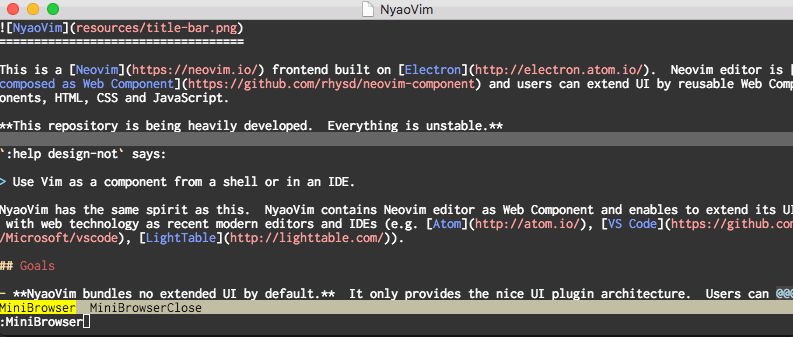 NyaoVim
![NyaoVim](resources/title-bar.png)
==================================
This is a [Neovim](https://neovim.io/) frontend built on [Electron](http://electron.atom.io/).  Neovim editor is
composed as Web Component](https://github.com/rhysd/neovim-component) and users can extend UI by reusable Web Comp
onents, HTML, CSS and JavaScript.
**This repository is being heavily developed.  Everything is unstable.**
`:help design-not` says:
> Use Vim as a component from a shell or in an IDE.
NyaoVim has the same spirit as this.  NyaoVim contains Neovim editor as Web Component and enables to extend its UI
with web technology as recent modern editors and IDEs (e.g. [Atom](http://atom.io/), [VS Code](https://github.com
/Microsoft/vscode), [LightTable](http://lighttable.com/)).
## Goals
- **NyaoVim bundles no extended UI by default.**  It only provides the nice UI plugin architecture.  Users can @@@
MiniBrowser  MiniBrowserClose
:MiniBrowser